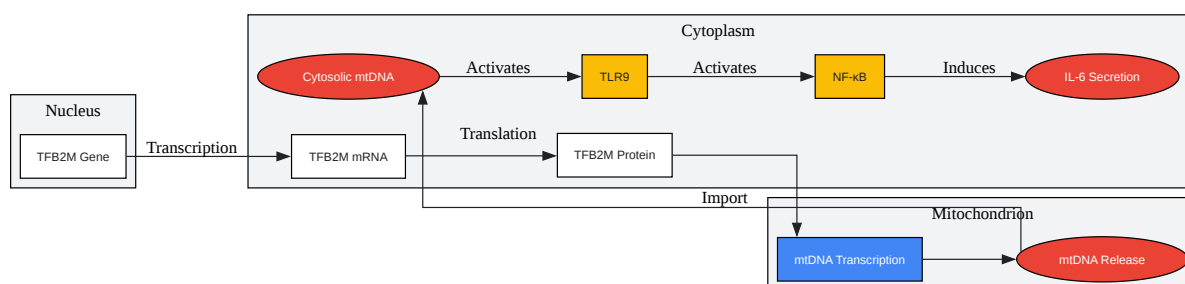 Cytoplasm
Cytosolic mtDNA
Activates
TLR9
Activates
NF-κB
Induces
IL-6 Secretion
Nucleus
TFB2M Gene
Transcription
TFB2M mRNA
Translation
TFB2M Protein
Import
Mitochondrion
mtDNA Transcription
mtDNA Release